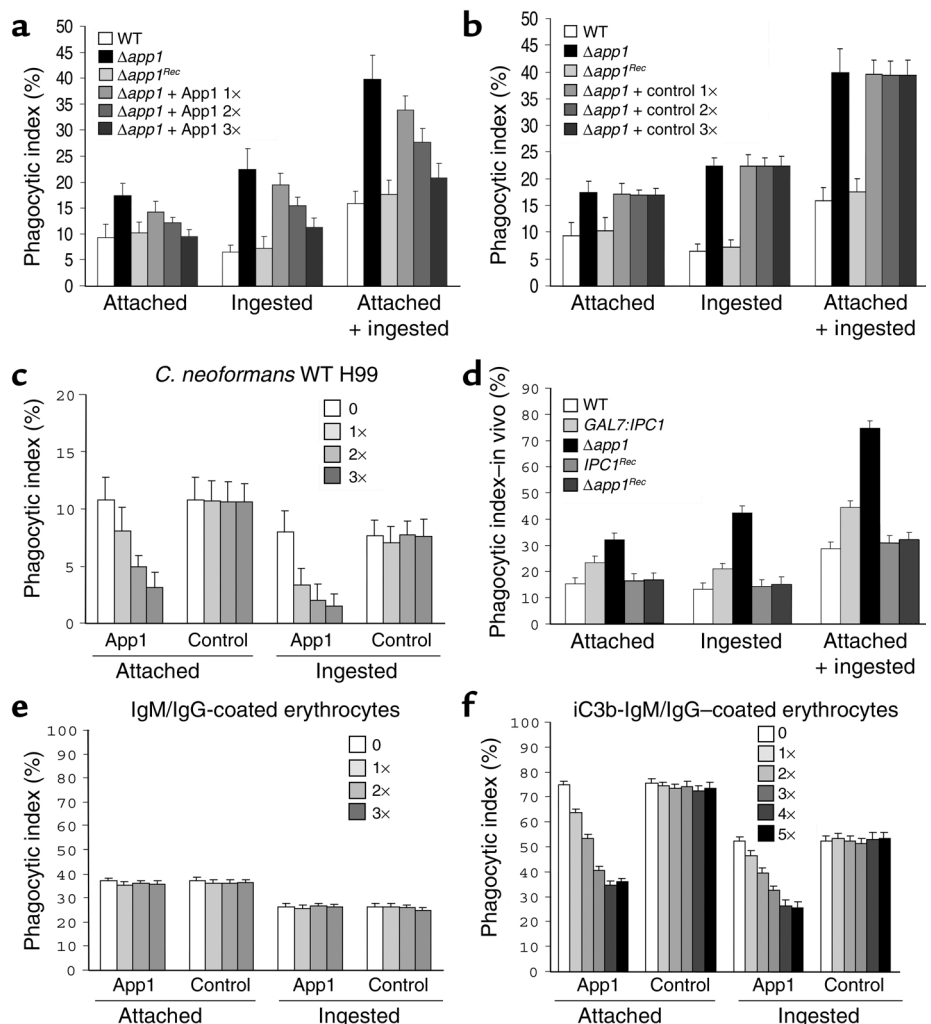 a
Phagocytic index (%)
50
45
40
35
30
25
20
15
10
5
0
WT
Δapp1
Δapp1Rec
Δapp1 + App1 1×
Δapp1 + App1 2×
Δapp1 + App1 3×
Attached
Ingested
Attached
+ ingested
b
Phagocytic index (%)
50
45
40
35
30
25
20
15
10
5
0
WT
Δapp1
Δapp1Rec
Δapp1 + control 1×
Δapp1 + control 2×
Δapp1 + control 3×
Attached
Ingested
Attached
+ ingested
c
C. neoformans WT H99
Phagocytic index (%)
20
15
10
5
0
0
1×
2×
3×
App1
Control
App1
Control
Attached
Ingested
d
Phagocytic index–in vivo (%)
90
80
70
60
50
40
30
20
10
0
WT
GAL7:IPC1
Δapp1
IPC1Rec
Δapp1Rec
Attached
Ingested
Attached
+ ingested
e
IgM/IgG-coated erythrocytes
Phagocytic index (%)
100
90
80
70
60
50
40
30
20
10
0
0
1×
2×
3×
App1
Control
App1
Control
Attached
Ingested
f
iC3b-IgM/IgG–coated erythrocytes
Phagocytic index (%)
100
90
80
70
60
50
40
30
20
10
0
0
1×
2×
3×
4×
5×
App1
Control
App1
Control
Attached
Ingested